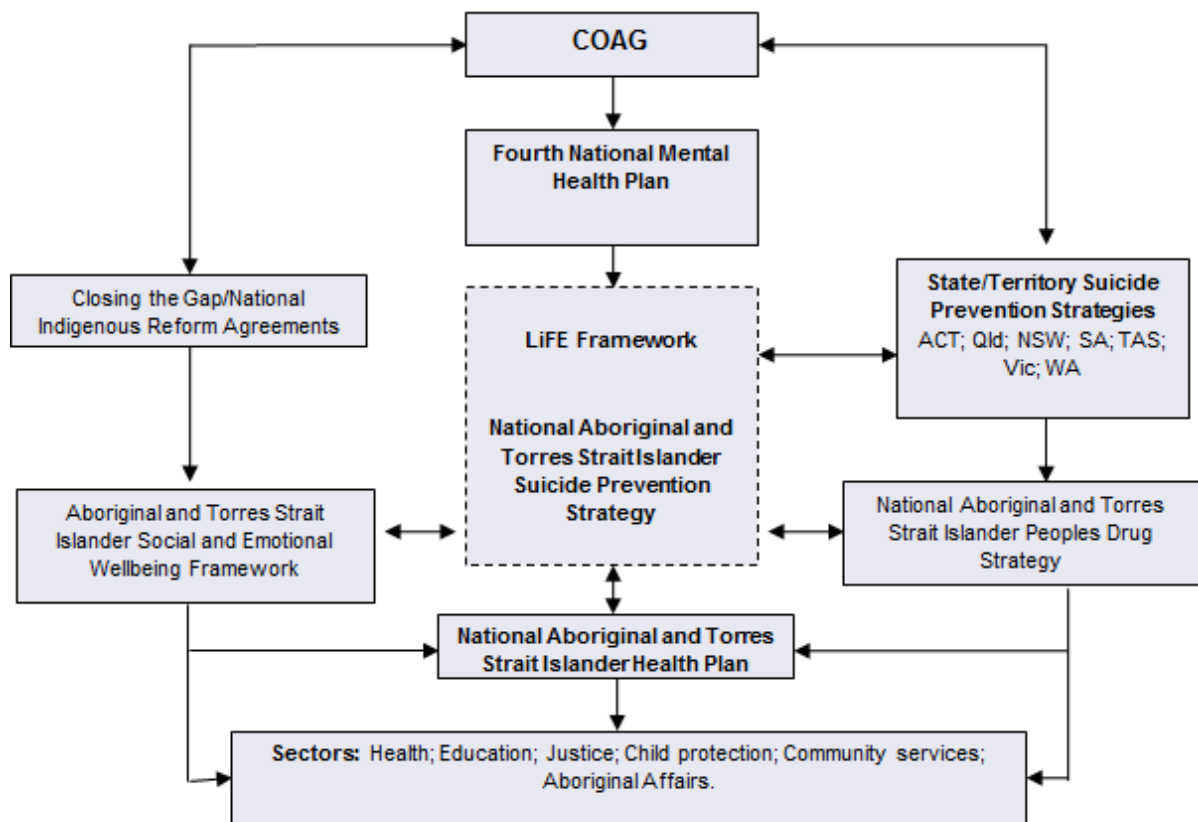 COAG
Fourth National Mental
Health Plan
Closing the Gap/National
Indigenous Reform Agreements
LiFE Framework
National Aboriginal and
Torres Strait Islander
Suicide Prevention
Strategy
State/Territory Suicide
Prevention Strategies
ACT; Qld; NSW; SA; TAS;
Vic; WA
Aboriginal and Torres Strait
Islander Social and Emotional
Wellbeing Framework
National Aboriginal and Torres
Strait Islander Peoples Drug
Strategy
National Aboriginal and Torres
Strait Islander Health Plan
Sectors: Health; Education; Justice; Child protection; Community services;
Aboriginal Affairs.